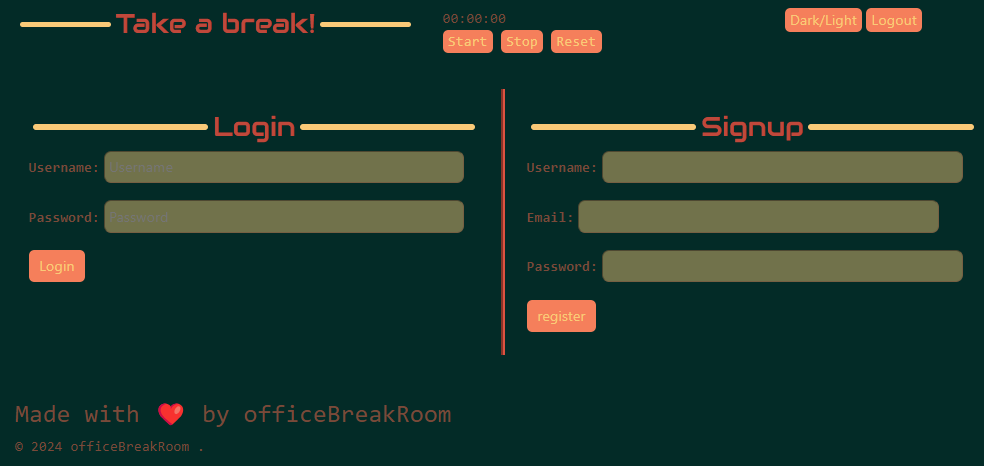 Take a break!
00:00:00
Start Stop Reset
Dark/Light Logout
Login
Username: Username
Password: Password
Login
Signup
Username:
Email:
Password:
register
Made with ❤️ by officeBreakRoom
© 2024 officeBreakRoom .